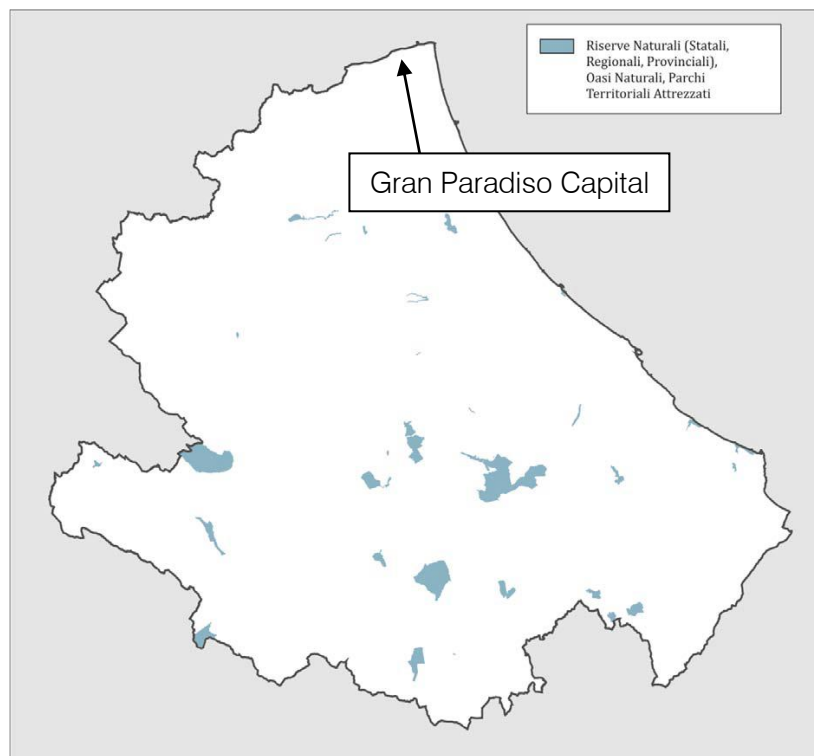 Riserve Naturali (Statali,
Regionali, Provinciali),
Oasi Naturali, Parchi
Territoriali Attrezzati
Gran Paradiso Capital